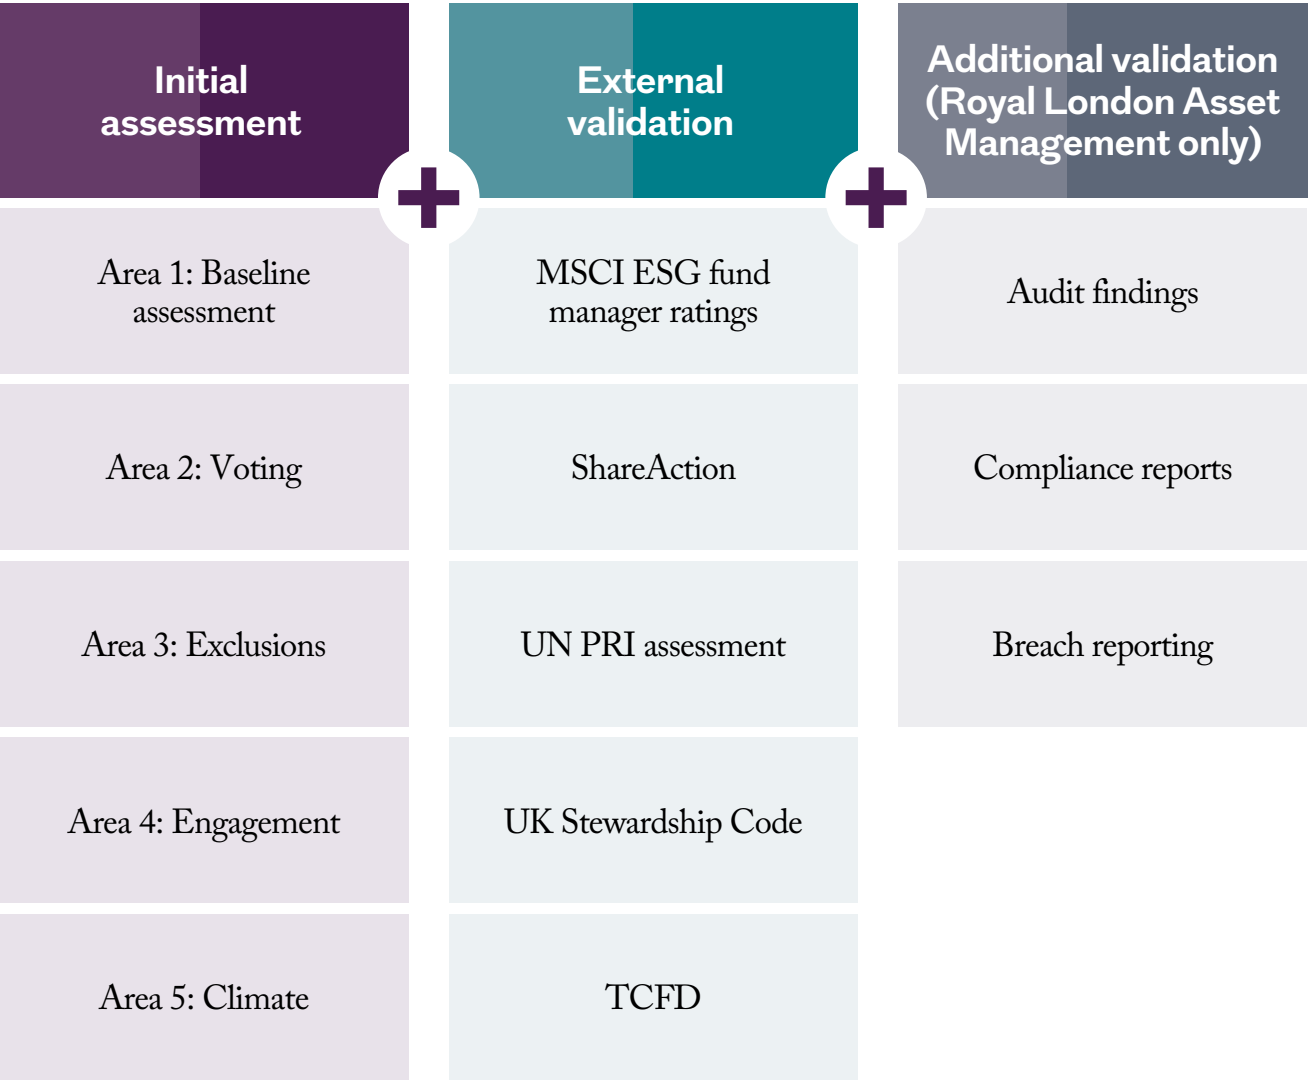 Initial
assessment
Area 1: Baseline
assessment
Area 2: Voting
Area 3: Exclusions
Area 4: Engagement
Area 5: Climate
External
validation
MSCI ESG fund
manager ratings
ShareAction
UN PRI assessment
UK Stewardship Code
TCFD
Additional validation
(Royal London Asset
Management only)
Audit findings
Compliance reports
Breach reporting